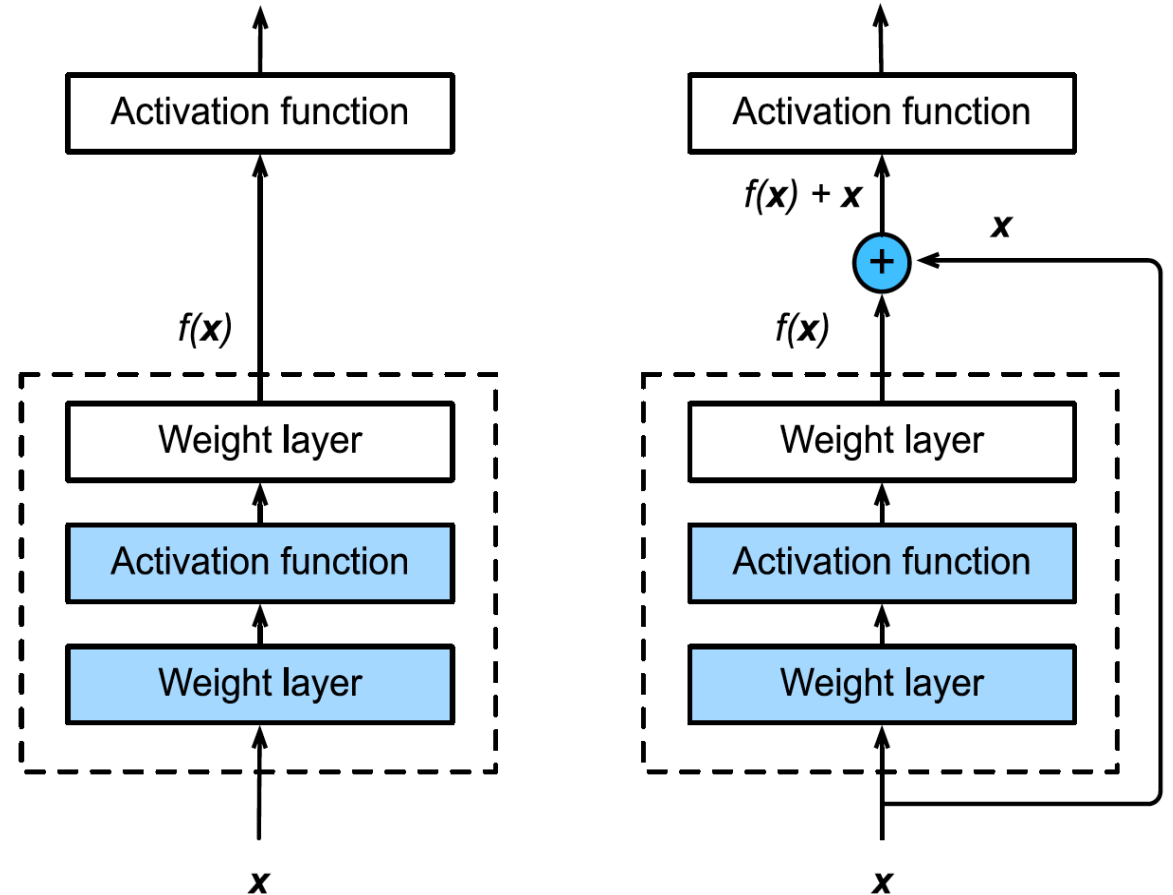 Activation function
f(x)
Weight layer
Activation function
Weight layer
x
Activation function
f(x) + x
x
+
f(x)
Weight layer
Activation function
Weight layer
x